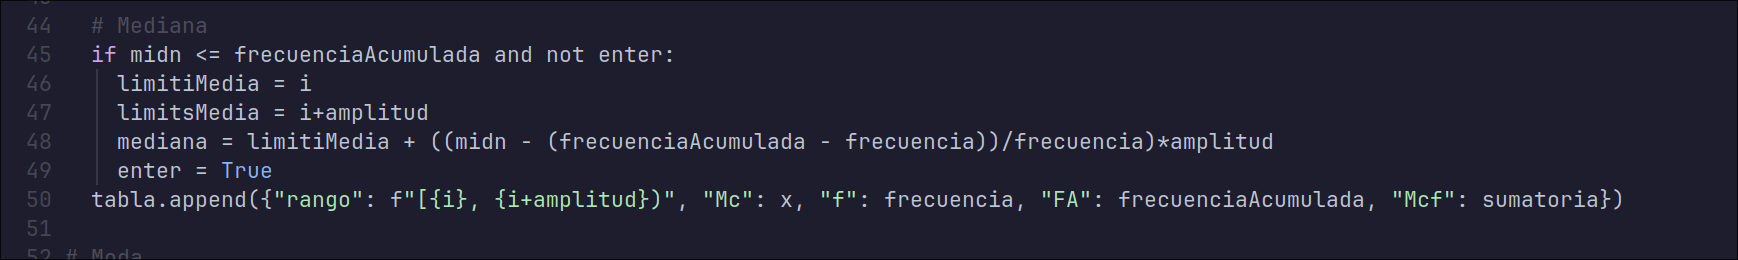 44 # Mediana
45 if midn <= frecuenciaAcumulada and not enter:
46 limitiMedia = i
47 limitsMedia = i+amplitud
48 mediana = limitiMedia + ((midn - (frecuenciaAcumulada - frecuencia))/frecuencia)*amplitud
49 enter = True
50 tabla.append({"rango": f"[{i}, {i+amplitud})", "Mc": x, "f": frecuencia, "FA": frecuenciaAcumulada, "Mcf": sumatoria})
51
52 # Moda